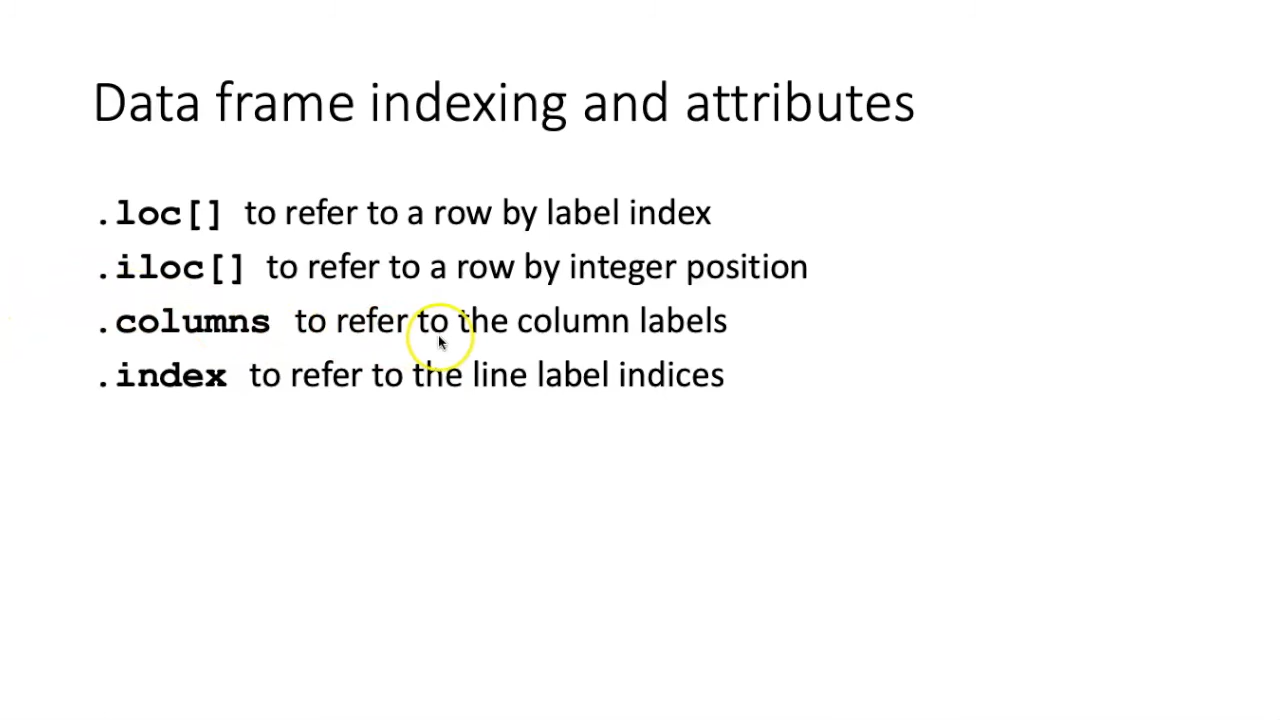 Data frame indexing and attributes
.loc[] to refer to a row by label index
.iloc[] to refer to a row by integer position
.columns to refer to the column labels
.index to refer to the line label indices